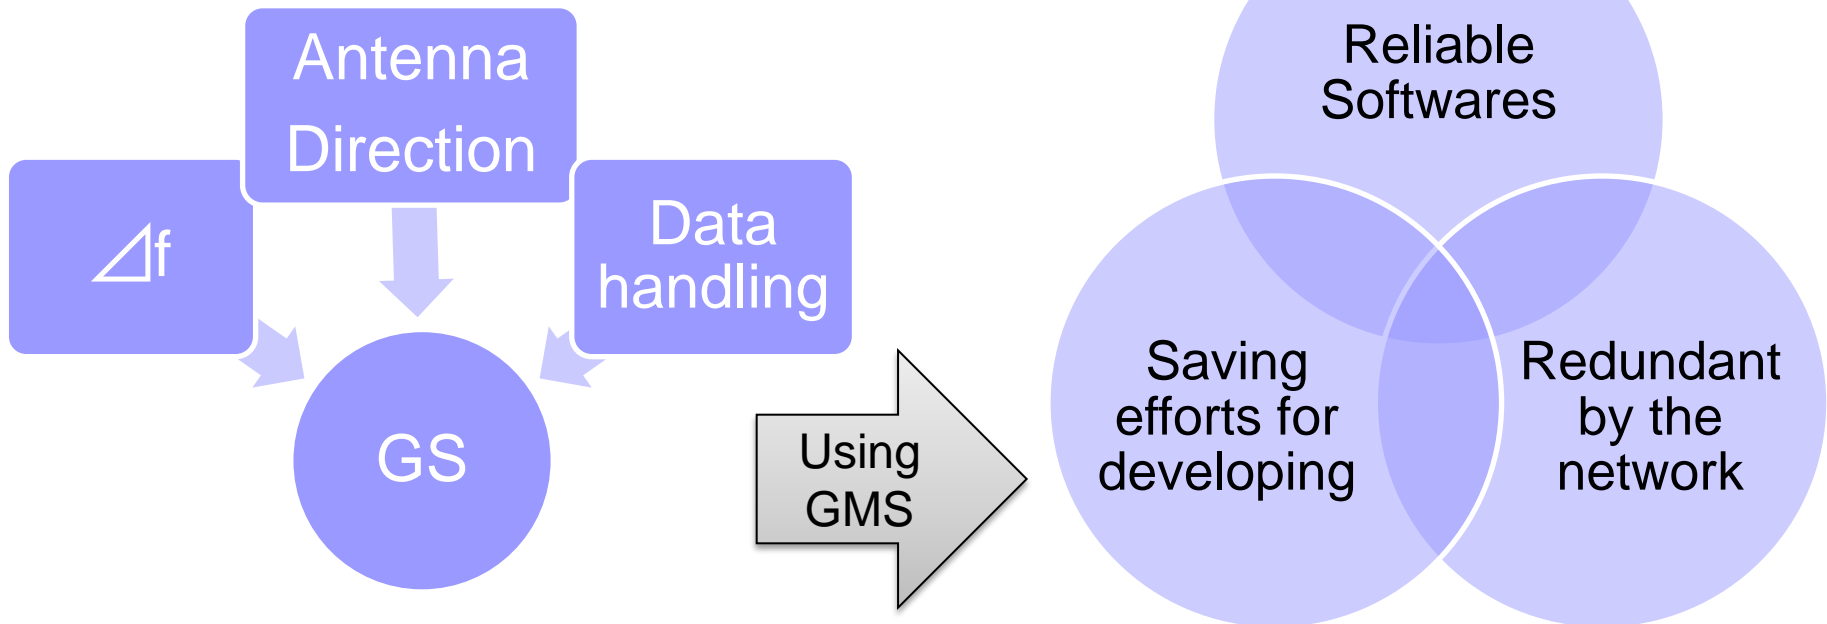 Antenna
Direction
⊿f
Data
handling
GS
Using
GMS
Reliable
Softwares
Saving
efforts for
developing
Redundant
by the
network